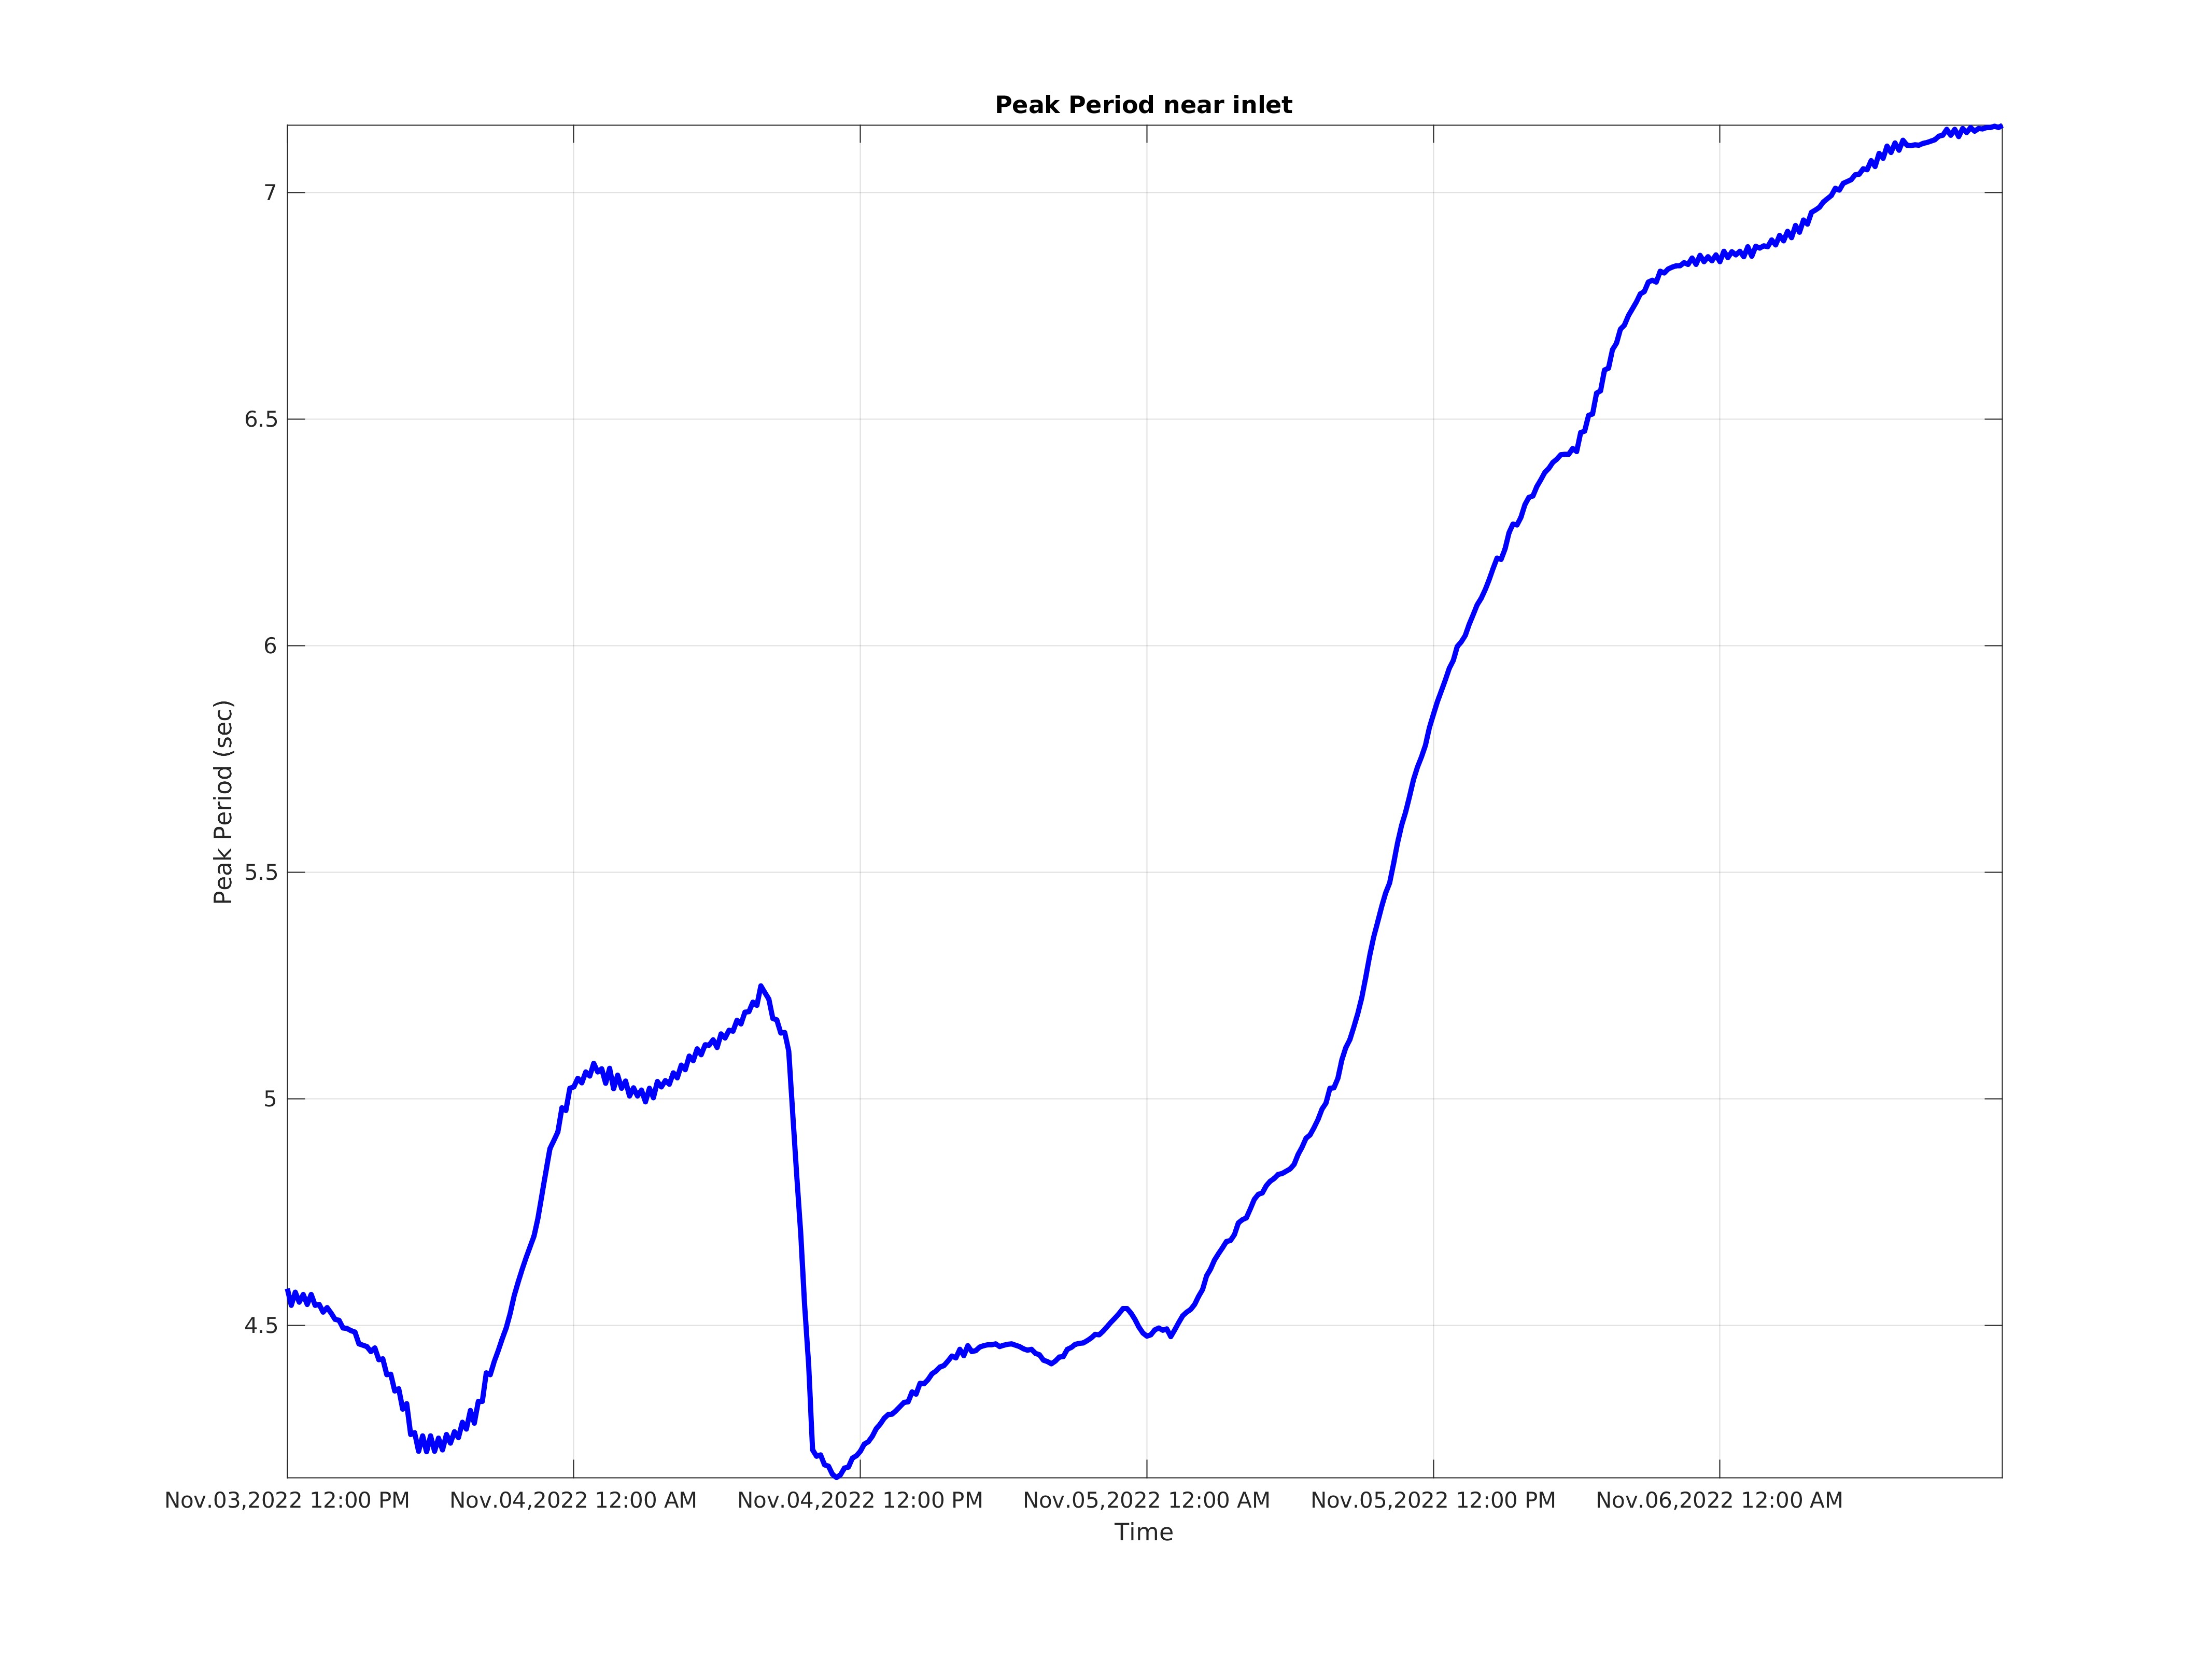 Peak Period near inlet
7
6.5
6
5.5
5
4.5
Peak Period (sec)
Nov.03,2022 12:00 PM
Nov.04,2022 12:00 AM
Nov.04,2022 12:00 PM
Nov.05,2022 12:00 AM
Nov.05,2022 12:00 PM
Nov.06,2022 12:00 AM
Time